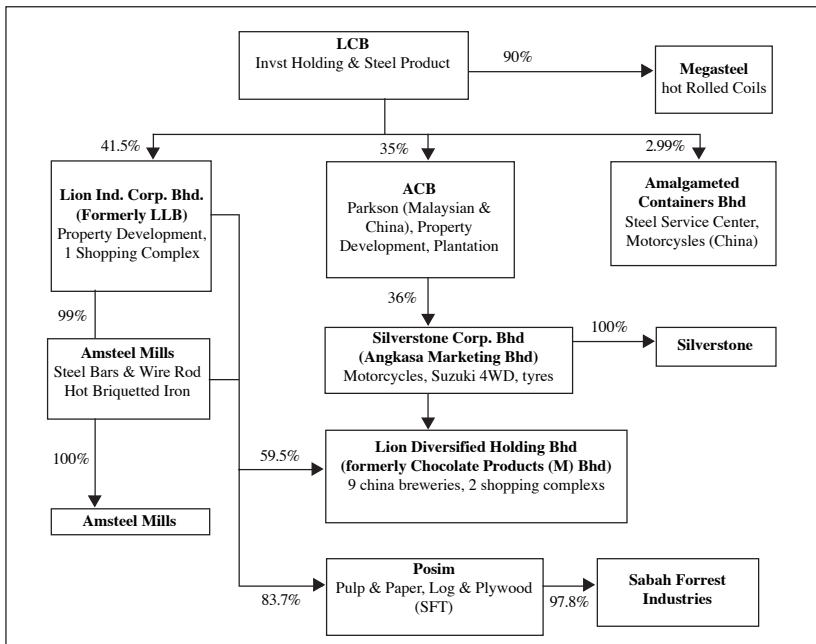 LCB
Invst Holding & Steel Product
90%
Megasteel
hot Rolled Coils
41.5%
35%
2.99%
Lion Ind. Corp. Bhd.
(Formerly LLB)
Property Development,
1 Shopping Complex
ACB
Parkson (Malaysian &
China), Property
Development, Plantation
Amalgameted
Containers Bhd
Steel Service Center,
Motorcysles (China)
99%
36%
Amsteel Mills
Steel Bars & Wire Rod
Hot Briquetted Iron
Silverstone Corp. Bhd
(Angkasa Marketing Bhd)
Motorcycles, Suzuki 4WD, tyres
100%
Silverstone
100%
59.5%
Lion Diversified Holding Bhd
(formerly Chocolate Products (M) Bhd)
9 china breweries, 2 shopping complexs
Amsteel Mills
83.7%
Posim
Pulp & Paper, Log & Plywood
(SFT)
97.8%
Sabah Forrest
Industries